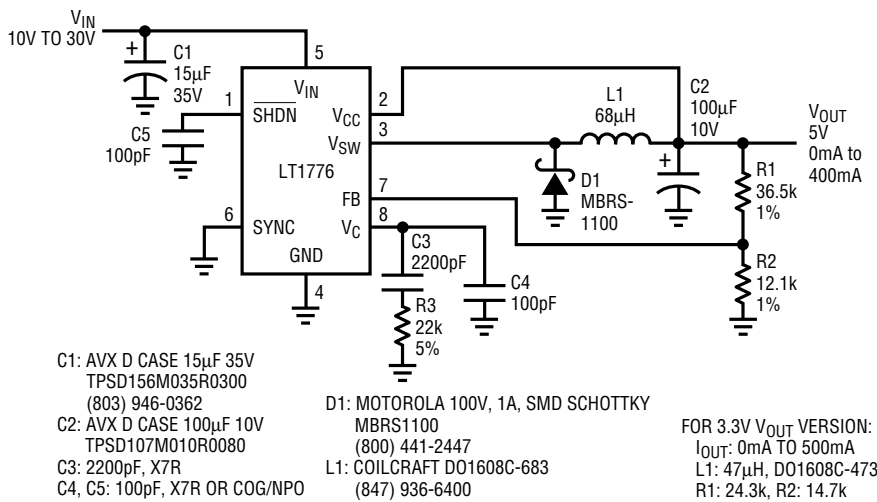 VIN
10V TO 30V
C1
15µF
35V
+
5
VIN
1
SHDN
C5
100pF
VCC
2
VSW
3
LT1776
FB
7
6
SYNC
VC
8
GND
4
L1
68µH
C2
100µF
10V
+
D1
MBRS-
1100
VOUT
5V
0mA to
400mA
R1
36.5k
1%
R2
12.1k
1%
C3
2200pF
R3
22k
5%
C4
100pF
C1: AVX D CASE 15µF 35V
TPSD156M035R0300
(803) 946-0362
C2: AVX D CASE 100µF 10V
TPSD107M010R0080
C3: 2200pF, X7R
C4, C5: 100pF, X7R OR COG/NPO
D1: MOTOROLA 100V, 1A, SMD SCHOTTKY
MBRS1100
(800) 441-2447
L1: COILCRAFT DO1608C-683
(847) 936-6400
FOR 3.3V VOUT VERSION:
IOUT: 0mA TO 500mA
L1: 47µH, DO1608C-473
R1: 24.3k, R2: 14.7k